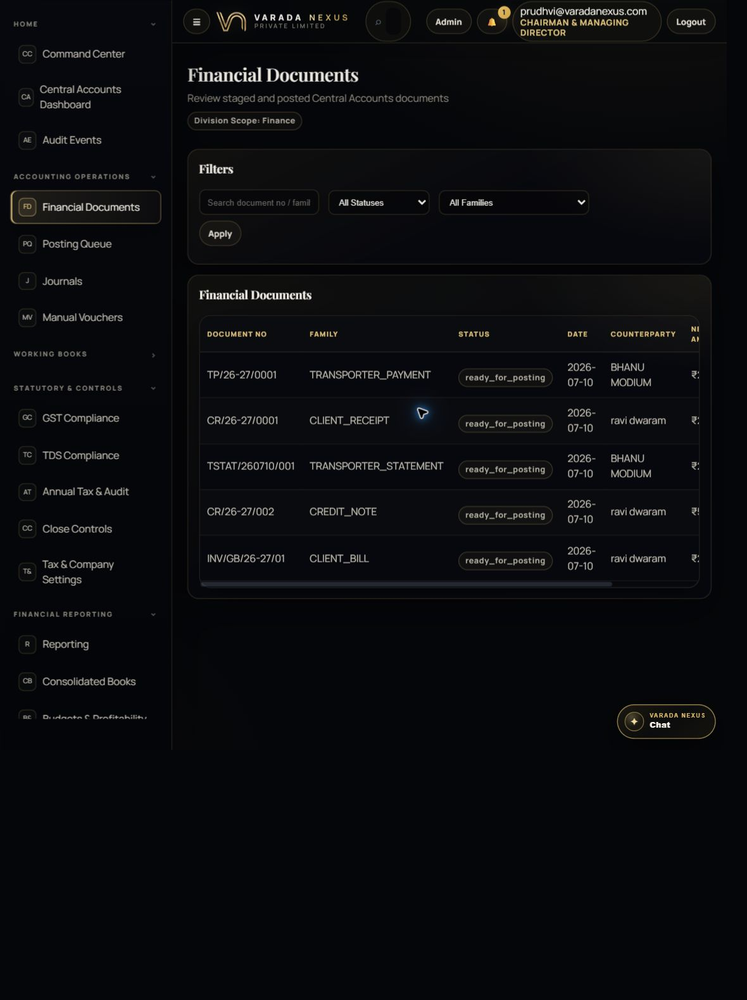 HOME
CC Command Center
CA Central Accounts
Dashboard
AE Audit Events
ACCOUNTING OPERATIONS
FD Financial Documents
PQ Posting Queue
J Journals
MV Manual Vouchers
WORKING BOOKS
STATUTORY & CONTROLS
GC GST Compliance
TC TDS Compliance
AT Annual Tax & Audit
CC Close Controls
T& Tax & Company
Settings
FINANCIAL REPORTING
R Reporting
CB Consolidated Books
B& Budgets & Profitability
VARADA NEXUS
PRIVATE LIMITED
Admin
1
prudhvi@varadanexus.com
CHAIRMAN & MANAGING
DIRECTOR
Logout
Financial Documents
Review staged and posted Central Accounts documents
Division Scope: Finance
Filters
Search document no / famil
All Statuses
All Families
Apply
Financial Documents
DOCUMENT NO FAMILY STATUS DATE COUNTERPARTY
TP/26-27/0001 TRANSPORTER_PAYMENT ready_for_posting 2026-
07-10 BHANU
MODIUM
CR/26-27/0001 CLIENT_RECEIPT ready_for_posting 2026-
07-10 ravi dwaram
TSTAT/260710/001 TRANSPORTER_STATEMENT ready_for_posting 2026-
07-10 BHANU
MODIUM
CR/26-27/002 CREDIT_NOTE ready_for_posting 2026-
07-10 ravi dwaram
INV/GB/26-27/01 CLIENT_BILL ready_for_posting 2026-
07-10 ravi dwaram
VARADA NEXUS
Chat